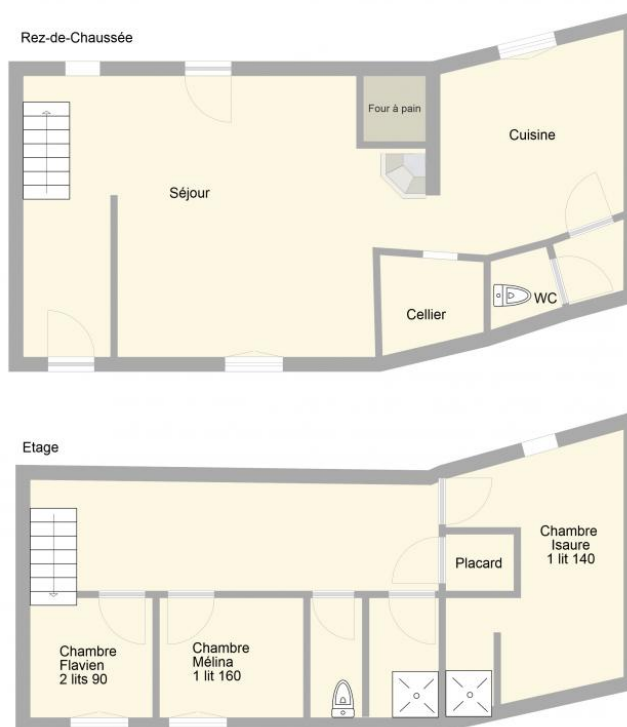 Rez-de-Chaussée
Four à pain
Cuisine
Séjour
WC
Cellier
Etage
Chambre
Isaure
1 lit 140
Placard
Chambre
Flavien
2 lits 90
Chambre
Mélina
1 lit 160